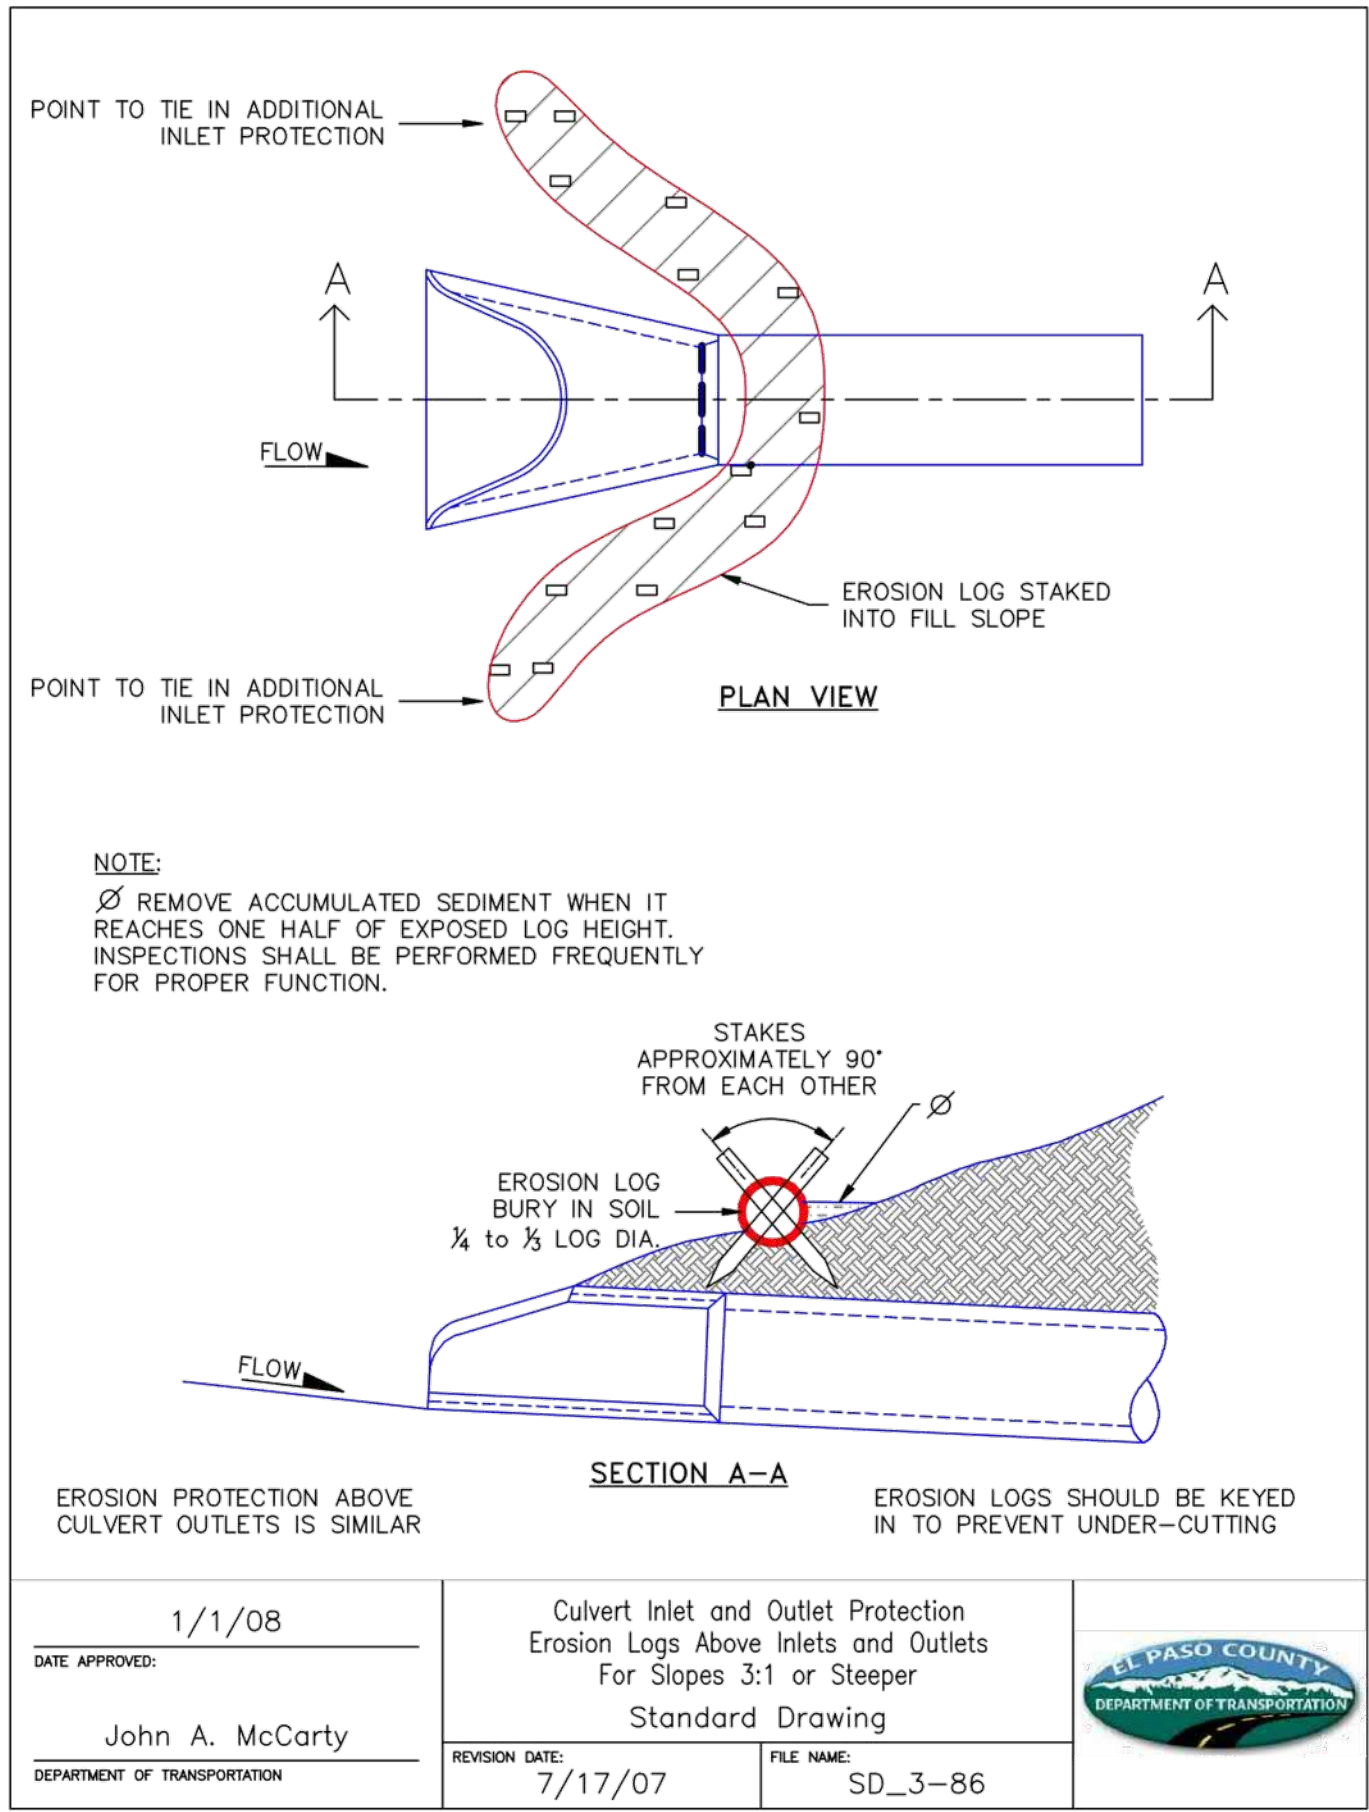 POINT TO TIE IN ADDITIONAL
INLET PROTECTION
A
A
FLOW
EROSION LOG STAKED
INTO FILL SLOPE
POINT TO TIE IN ADDITIONAL
INLET PROTECTION
PLAN VIEW
NOTE:
Ø REMOVE ACCUMULATED SEDIMENT WHEN IT
REACHES ONE HALF OF EXPOSED LOG HEIGHT.
INSPECTIONS SHALL BE PERFORMED FREQUENTLY
FOR PROPER FUNCTION.
STAKES
APPROXIMATELY 90°
FROM EACH OTHER
Ø
EROSION LOG
BURY IN SOIL
¼ to ⅓ LOG DIA.
FLOW
SECTION A-A
EROSION PROTECTION ABOVE
CULVERT OUTLETS IS SIMILAR
EROSION LOGS SHOULD BE KEYED
IN TO PREVENT UNDER-CUTTING
1/1/08
DATE APPROVED:
John A. McCarty
DEPARTMENT OF TRANSPORTATION
Culvert Inlet and Outlet Protection
Erosion Logs Above Inlets and Outlets
For Slopes 3:1 or Steeper
Standard Drawing
REVISION DATE:
7/17/07
FILE NAME:
SD_3-86
EL PASO COUNTY
DEPARTMENT OF TRANSPORTATION